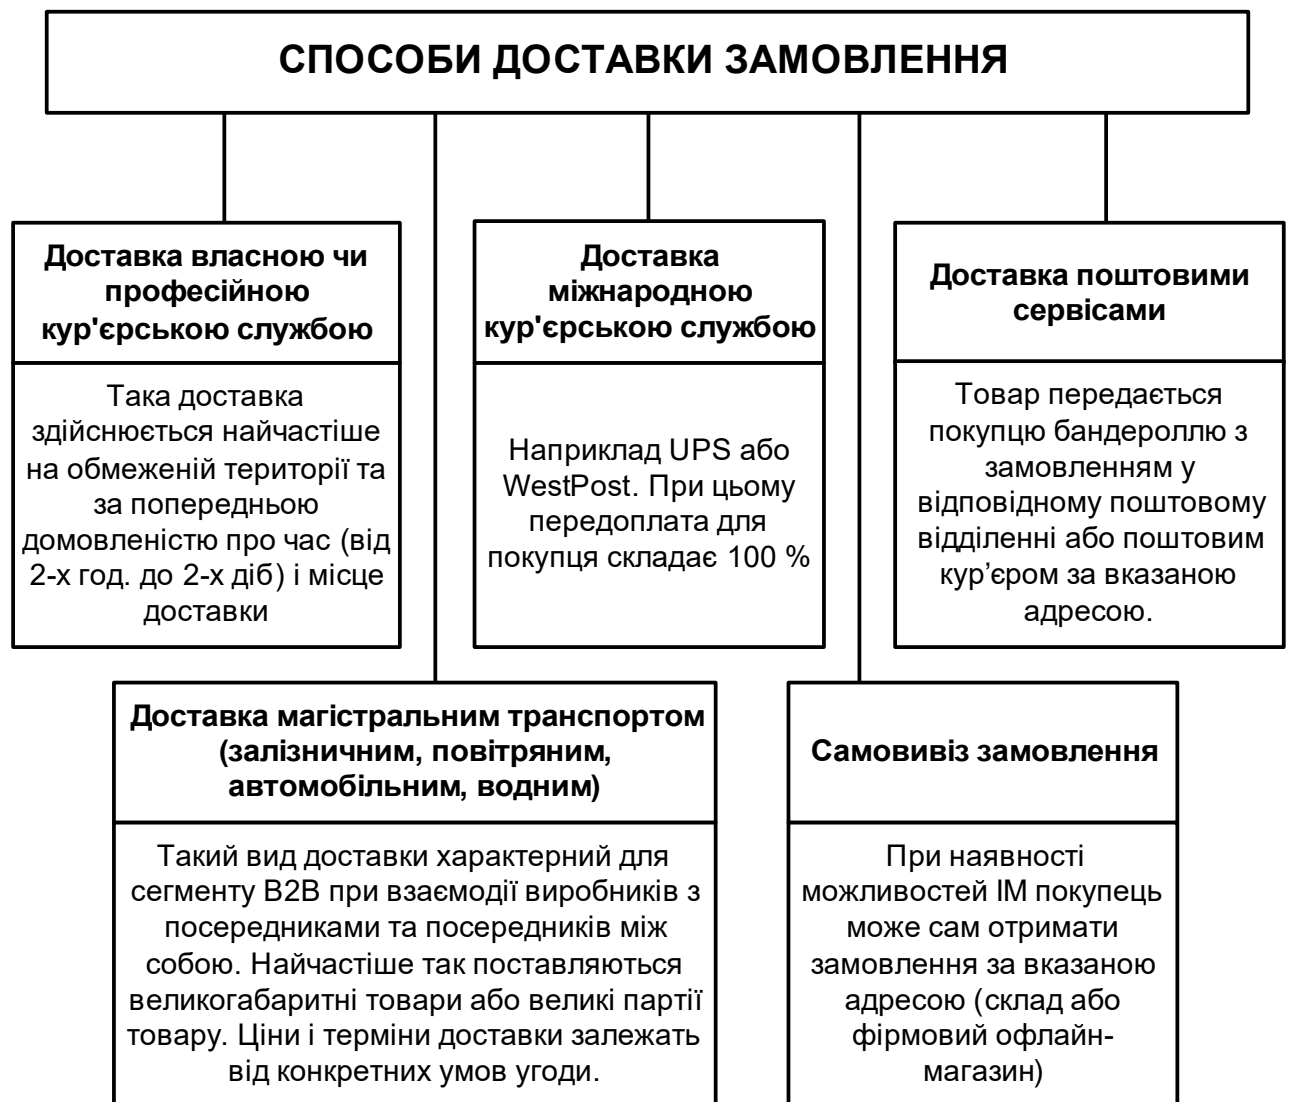 СПОСОБИ ДОСТАВКИ ЗАМОВЛЕННЯ
Доставка власною чи
професійною
кур'єрською службою
Така доставка
здійснюється найчастіше
на обмеженій території та
за попередньою
домовленістю про час (від
2-х год. до 2-х діб) і місце
доставки
Доставка
міжнародною
кур'єрською службою
Наприклад UPS або
WestPost. При цьому
передоплата для
покупця складає 100 %
Доставка поштовими
сервісами
Товар передається
покупцю бандероллю з
замовленням у
відповідному поштовому
відділенні або поштовим
кур’єром за вказаною
адресою.
Доставка магістральним транспортом
(залізничним, повітряним,
автомобільним, водним)
Такий вид доставки характерний для
сегменту B2B при взаємодії виробників з
посередниками та посередників між
собою. Найчастіше так поставляються
великогабаритні товари або великі партії
товару. Ціни і терміни доставки залежать
від конкретних умов угоди.
Самовивіз замовлення
При наявності
можливостей ІМ покупець
може сам отримати
замовлення за вказаною
адресою (склад або
фірмовий офлайн-
магазин)